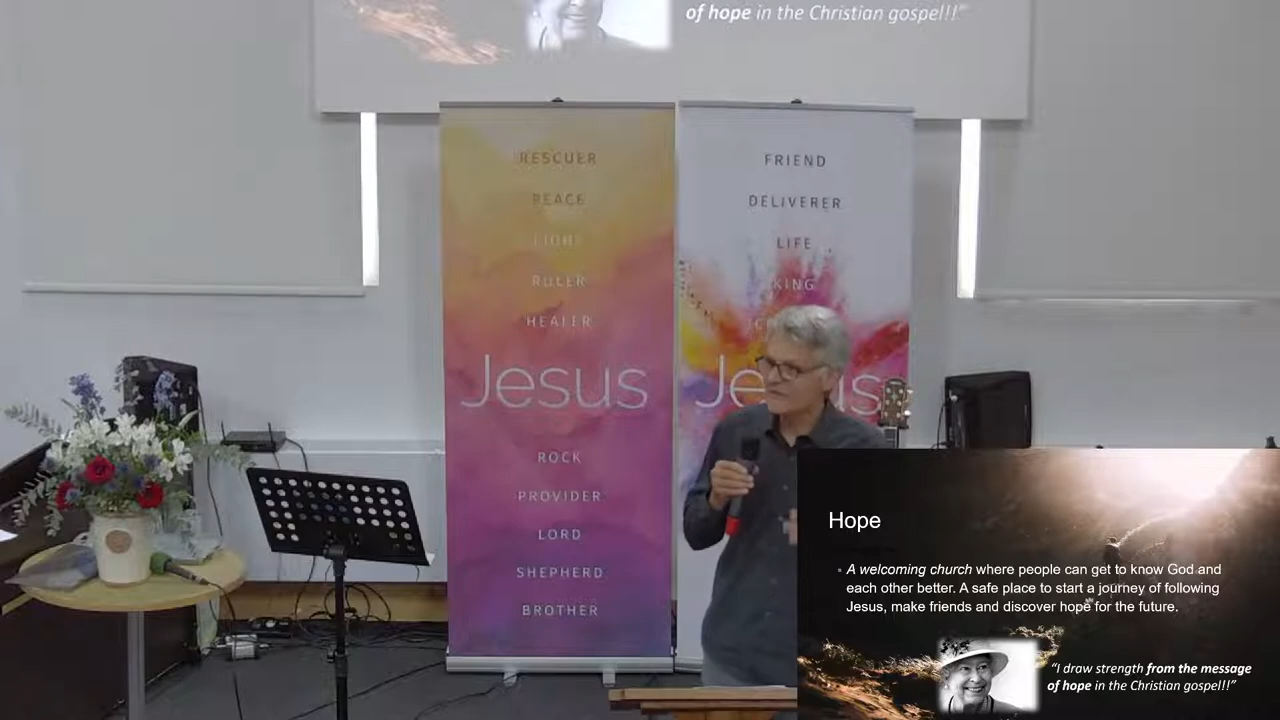 of hope in the Christian gospel!!”
RESCUER
PEACE
LIGHT
RULER
HEALER
Jesus
ROCK
PROVIDER
LORD
SHEPHERD
BROTHER
FRIEND
DELIVERER
LIFE
KING
Hope
A welcoming church where people can get to know God and
each other better. A safe place to start a journey of following
Jesus, make friends and discover hope for the future.
“I draw strength from the message
of hope in the Christian gospel!!”